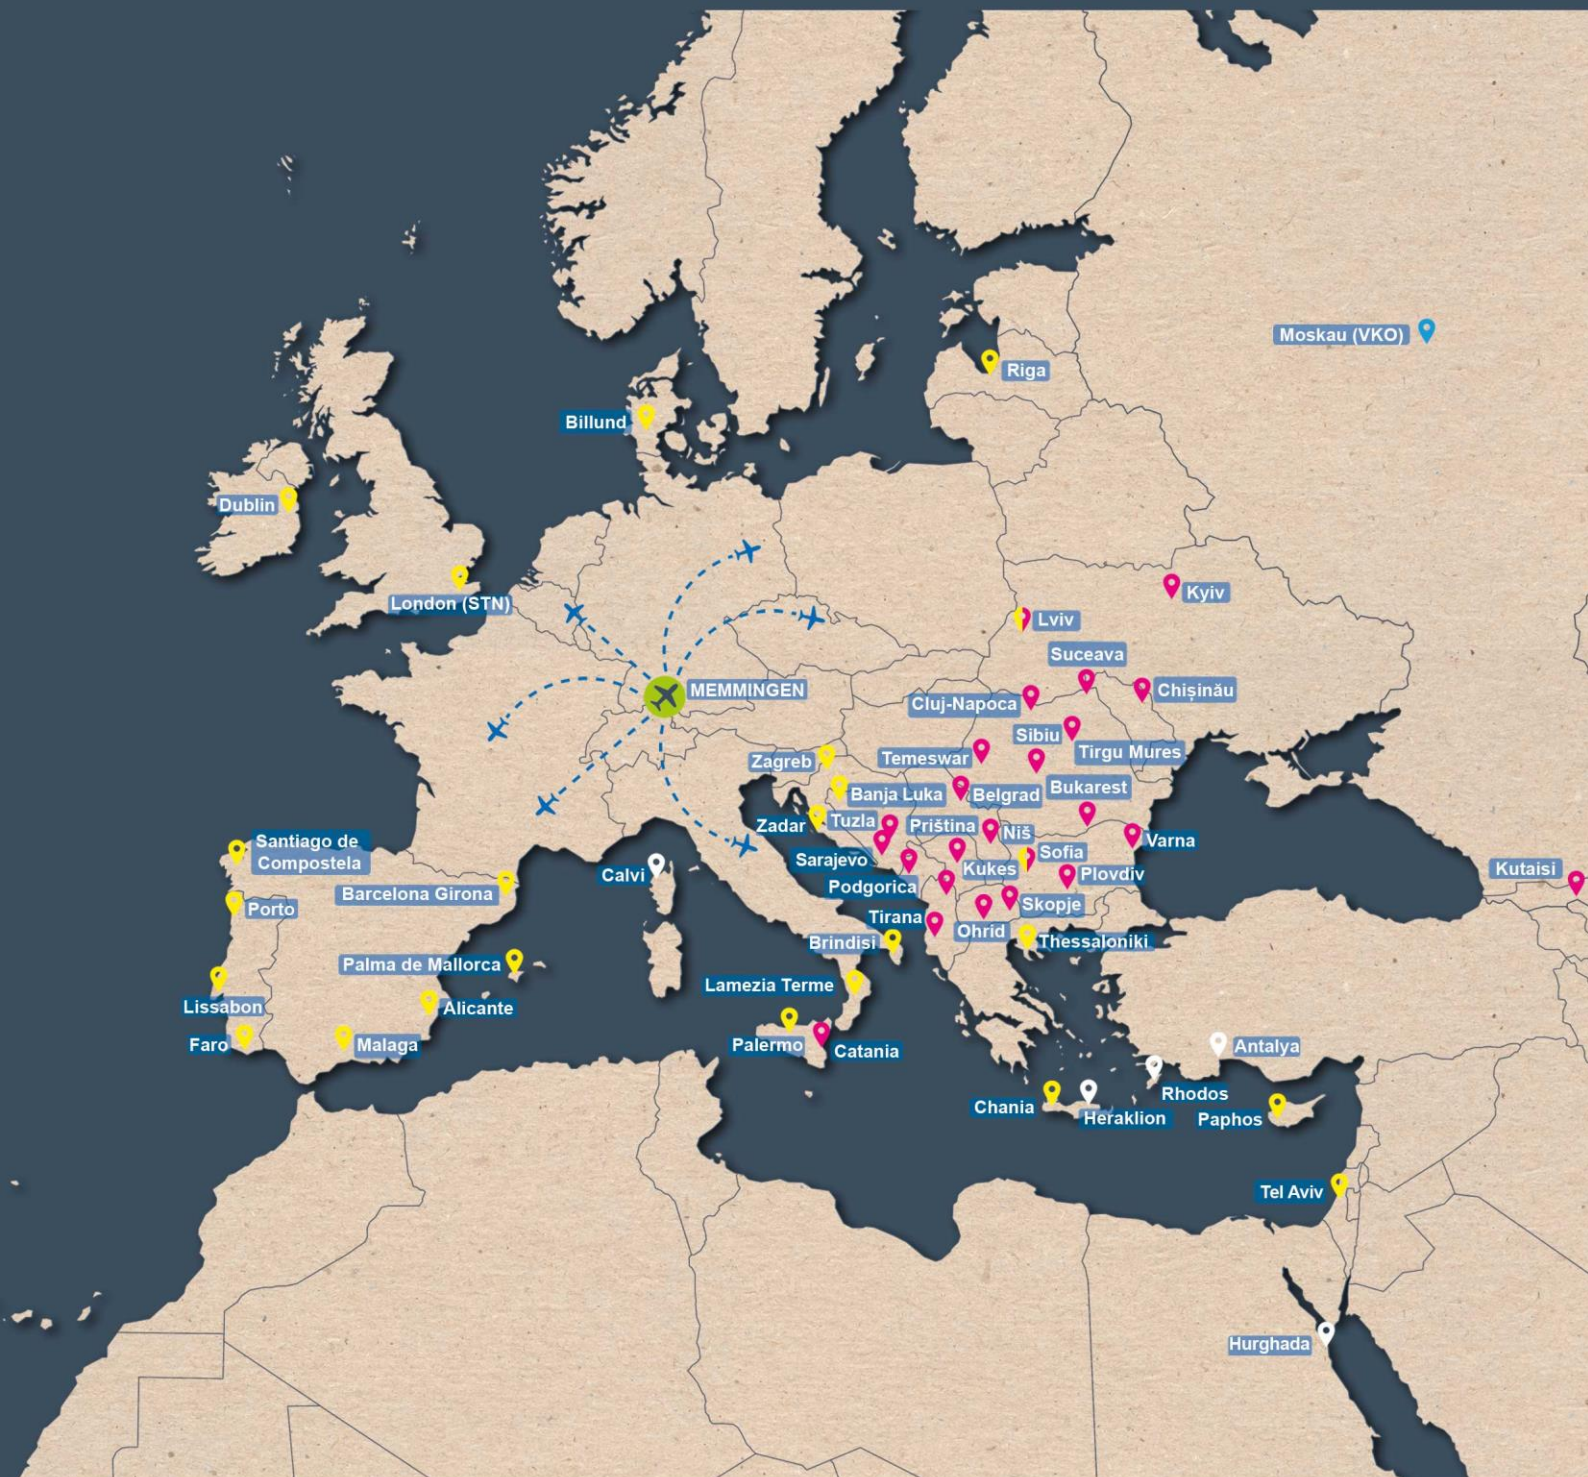 Moskau (VKO)
Riga
Billund
Dublin
London (STN)
Kyiv
Lviv
Suceava
MEMMINGEN
Chișinău
Cluj-Napoca
Sibiu
Tirgu Mures
Temeswar
Zagreb
Bukarest
Banja Luka
Belgrad
Zadar
Tuzla
Priština
Niš
Varna
Santiago de
Compostela
Sofia
Sarajevo
Kukes
Plovdiv
Kutaisi
Calvi
Podgorica
Barcelona Girona
Skopje
Porto
Tirana
Ohrid
Thessaloniki
Brindisi
Palma de Mallorca
Lamezia Terme
Lissabon
Alicante
Faro
Malaga
Palermo
Catania
Antalya
Rhodos
Chania
Heraklion
Paphos
Tel Aviv
Hurghada